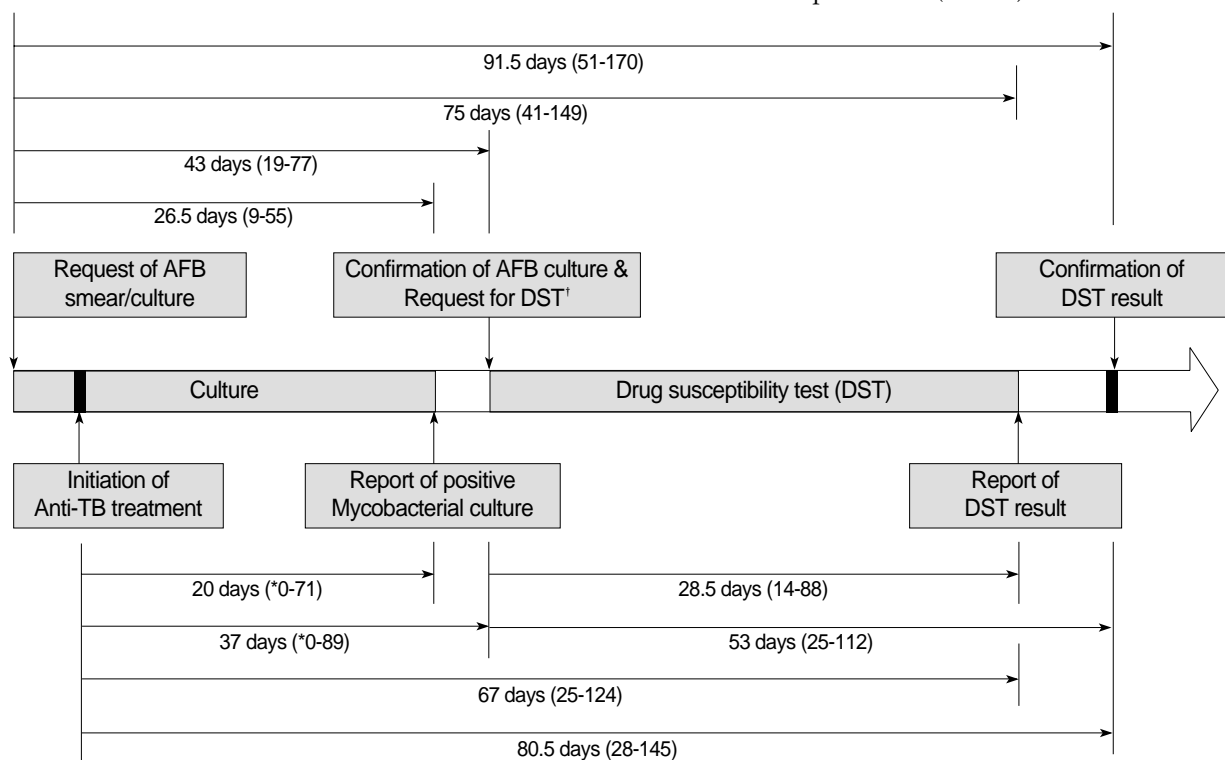 91.5 days (51-170)
75 days (41-149)
43 days (19-77)
26.5 days (9-55)
Request of AFB
smear/culture
Confirmation of AFB culture &
Request for DST†
Confirmation of
DST result
Culture
Drug susceptibility test (DST)
Initiation of
Anti-TB treatment
Report of positive
Mycobacterial culture
Report of
DST result
20 days (*0-71)
28.5 days (14-88)
37 days (*0-89)
53 days (25-112)
67 days (25-124)
80.5 days (28-145)